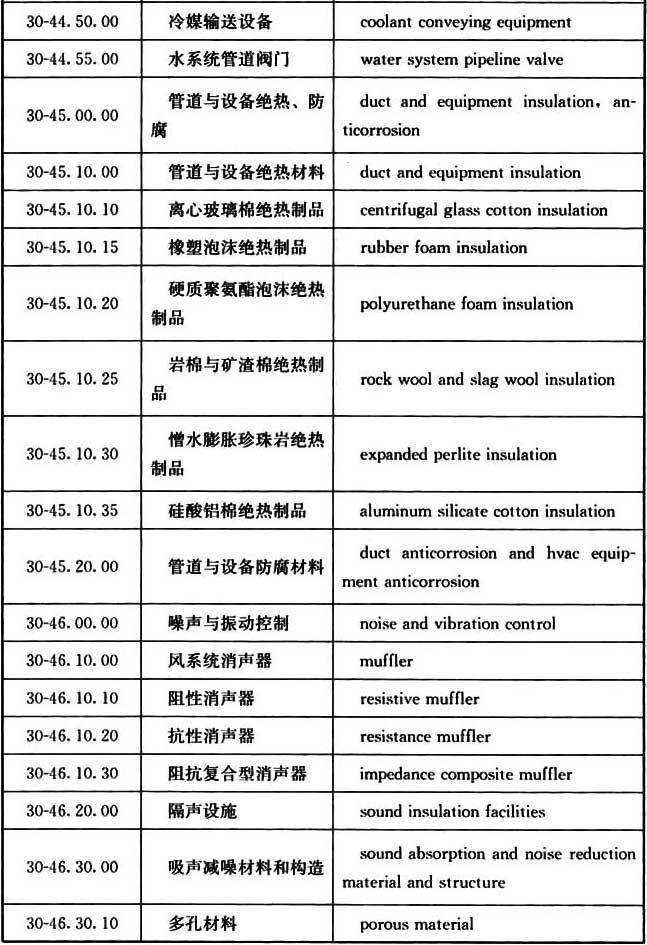 30-44. 50. 00 冷媒输送设备 coolant conveying equipment
30-44. 55. 00 水系统管道阀门 water system pipeline valve
30-45. 00. 00 管道与设备绝热、防 duct and equipment insulation, an-
腐 ticorrosion
30-45. 10. 00 管道与设备绝热材料 duct and equipment insulation
30-45. 10. 10 离心玻璃棉绝热制品 centrifugal glass cotton insulation
30-45. 10. 15 橡塑泡沫绝热制品 rubber foam insulation
30-45. 10. 20 硬质聚氨酯泡沫绝热 polyurethane foam insulation
制品
30-45. 10. 25 岩棉与矿渣棉绝热制 rock wool and slag wool insulation
品
30-45. 10. 30 憎水膨胀珍珠岩绝热 expanded perlite insulation
制品
30-45. 10. 35 硅酸铝棉绝热制品 aluminum silicate cotton insulation
30-45. 20. 00 管道与设备防腐材料 duct anticorrosion and hvac equip-
ment anticorrosion
30-46. 00. 00 噪声与振动控制 noise and vibration control
30-46. 10. 00 风系统消声器 muffler
30-46. 10. 10 阻性消声器 resistive muffler
30-46. 10. 20 抗性消声器 resistance muffler
30-46. 10. 30 阻抗复合型消声器 impedance composite muffler
30-46. 20. 00 隔声设施 sound insulation facilities
30-46. 30. 00 吸声减噪材料和构造 sound absorption and noise reduction
material and structure
30-46. 30. 10 多孔材料 porous material